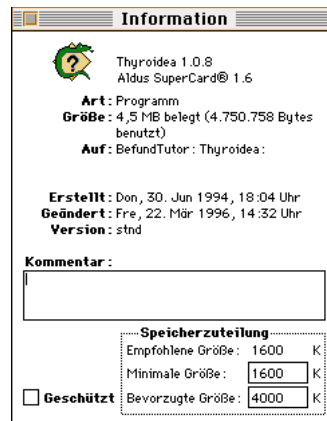 Information
Thyroidea 1.0.8
Aldus SuperCard® 1.6
Art: Programm
Größe: 4,5 MB belegt (4.750.758 Bytes
benutzt)
Auf: BefundTutor: Thyroidea:
Erstellt: Don, 30. Jun 1994, 18:04 Uhr
Geändert: Fre, 22. Mär 1996, 14:32 Uhr
Version: stnd
Kommentar:
Speicherzuteilung
Empfohlene Größe: 1600 K
Minimale Größe: 1600 K
Geschützt Bevorzugte Größe: 4000 K